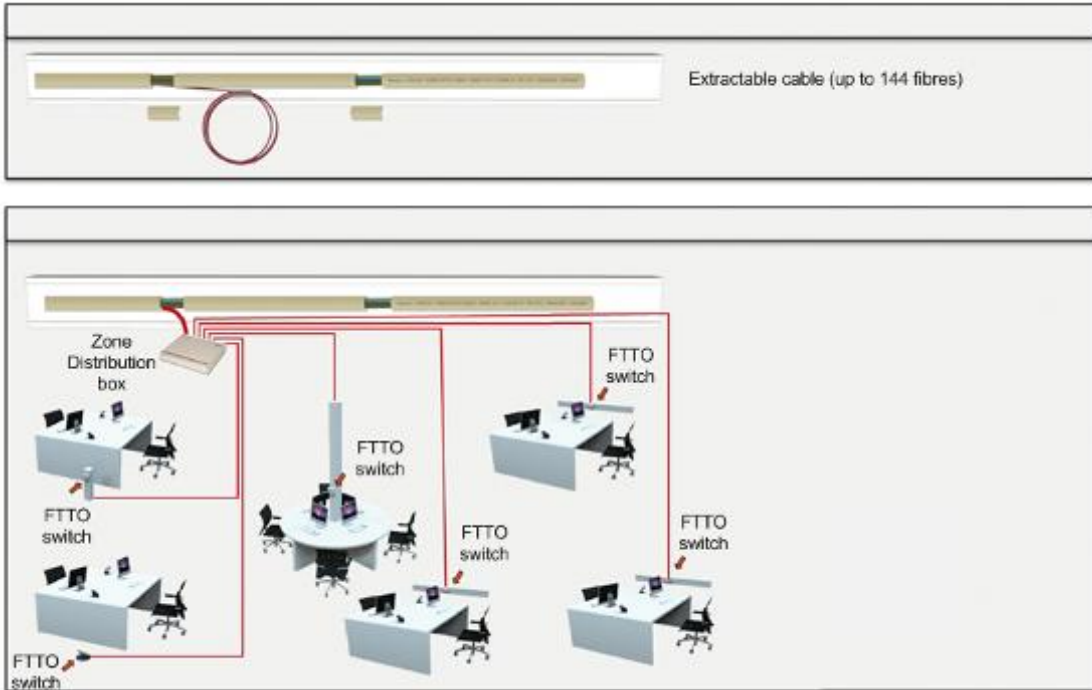 Extractable cable (up to 144 fibres)
Zone
Distribution
box
FTTO
switch
FTTO
switch
FTTO
switch
FTTO
switch
FTTO
switch
FTTO
switch